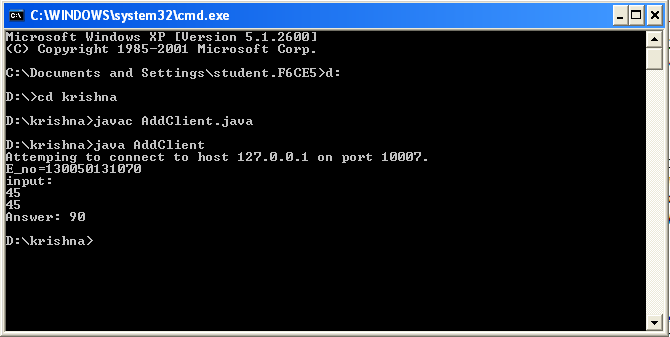 C:\WINDOWS\system32\cmd.exe
Microsoft Windows XP [Version 5.1.2600]
(C) Copyright 1985-2001 Microsoft Corp.
C:\Documents and Settings\student.F6CE5>d:
D:\>cd krishna
D:\krishna>javac AddClient.java
D:\krishna>java AddClient
Attemping to connect to host 127.0.0.1 on port 10007.
E_no=130050131070
input:
45
45
Answer: 90
D:\krishna>